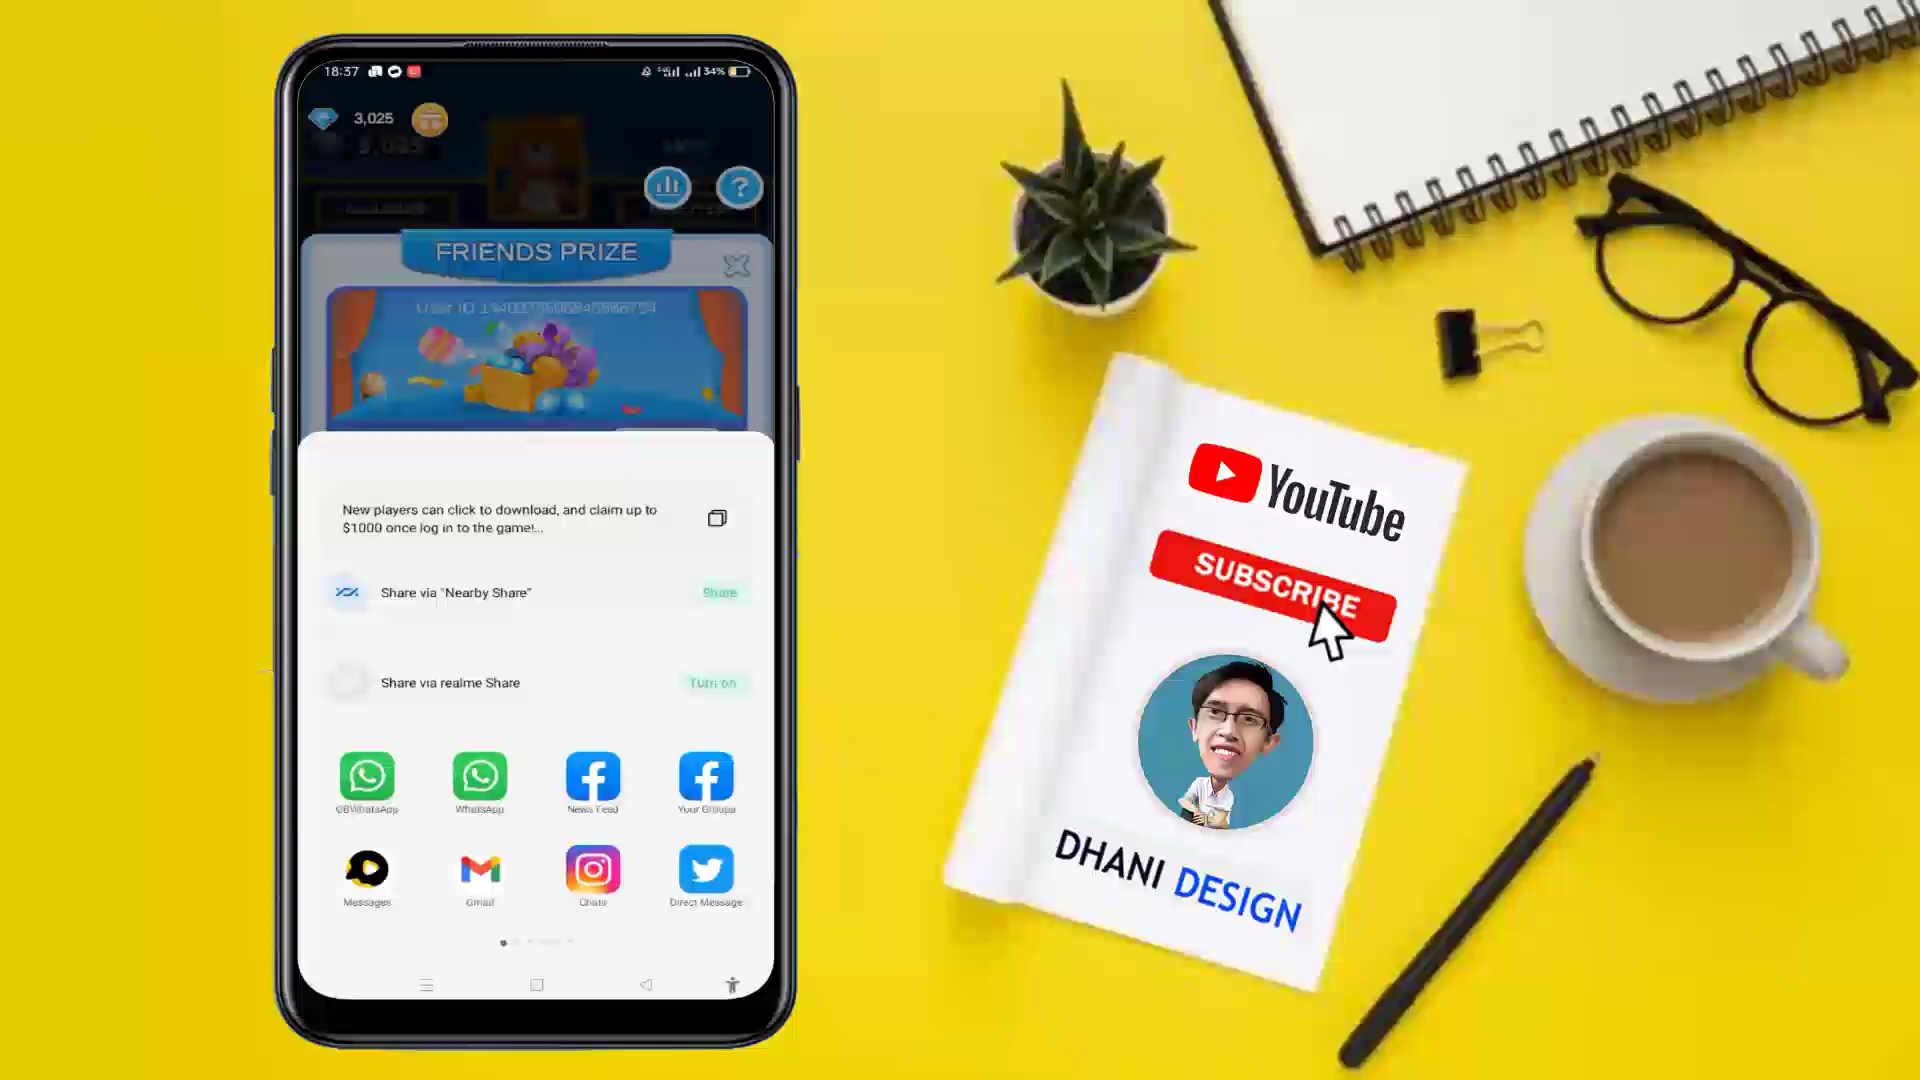 18:37
34%
3,025
FRIENDS PRIZE
User ID
New players can click to download, and claim up to
$1000 once log in to the game!...
Share via "Nearby Share"
Share
Share via realme Share
Turn on
GBWhatsApp
WhatsApp
News Feed
Your Groups
Messages
Gmail
Chats
Direct Message
YouTube
SUBSCRIBE
DHANI DESIGN